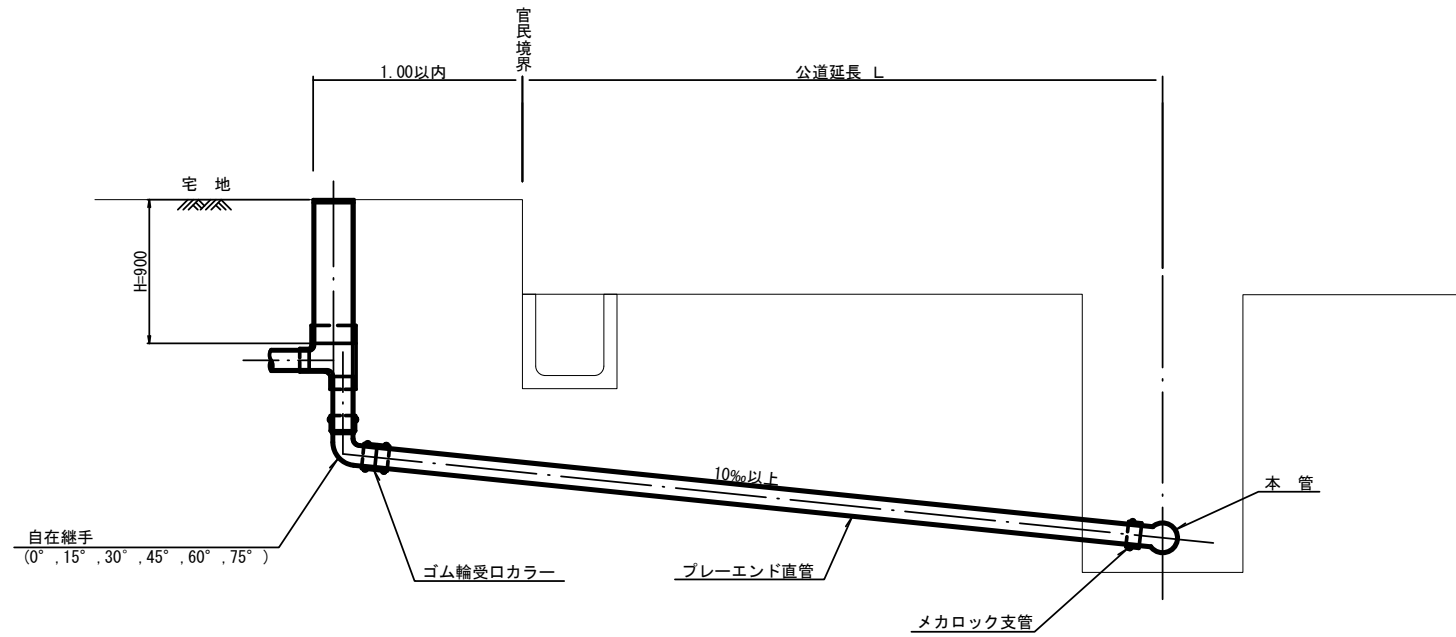 官民境界
1.00以内
公道延長 L
宅 地
H=900
10‰以上
本 管
自在継手
(0°,15°,30°,45°,60°,75°)
ゴム輪受口カラー
プレーエンド直管
メカロック支管